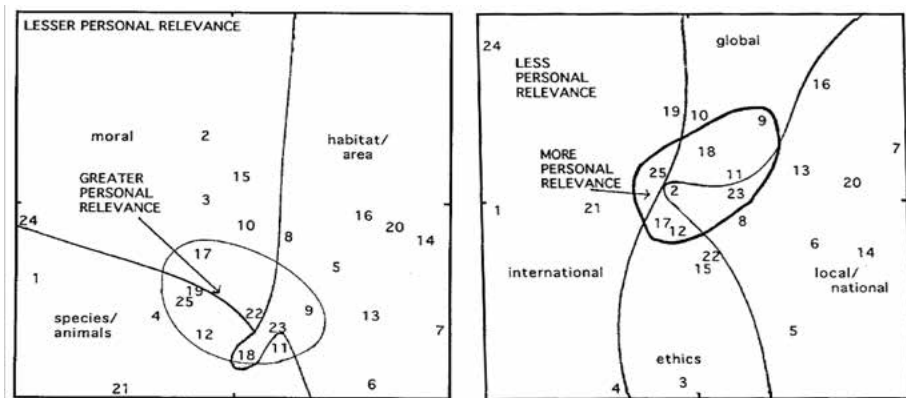 LESSER PERSONAL RELEVANCE
moral
2
habitat/
area
15
GREATER
PERSONAL
RELEVANCE
3
24
10
16
20
8
14
17
1
5
19
25
species/
animals
4
22
9
13
12
23
7
18
11
21
6
24
global
LESS
PERSONAL
RELEVANCE
16
19
10
9
7
18
MORE
PERSONAL
RELEVANCE
25
11
13
2
23
20
1
21
17
12
8
6
14
22
15
international
local/
national
5
ethics
4
3